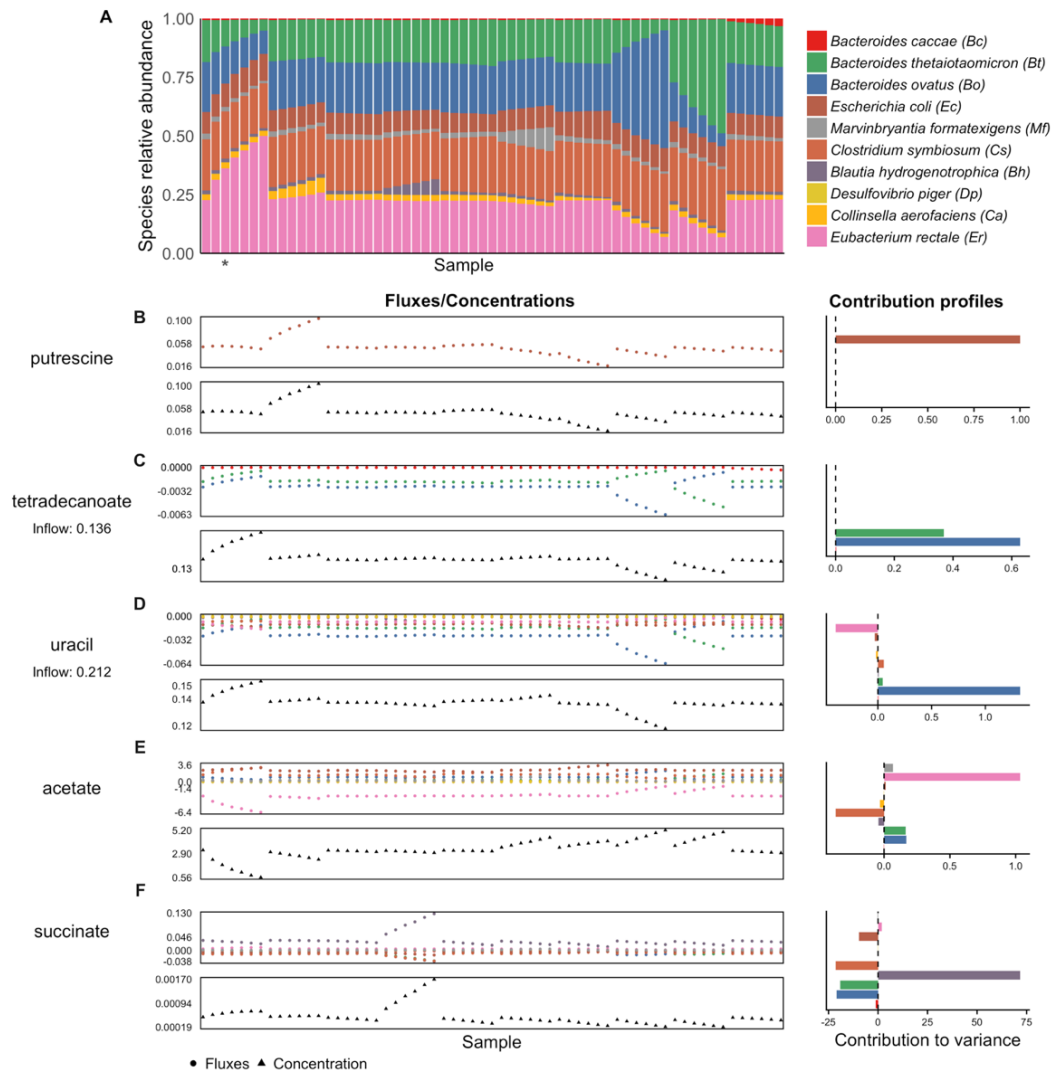 A
Species relative abundance
1.00
0.75
0.50
0.25
0.00
*
Sample
Bacteroides caccae (Bc)
Bacteroides thetaiotaomicron (Bt)
Bacteroides ovatus (Bo)
Escherichia coli (Ec)
Marvinbryantia formatexigens (Mf)
Clostridium symbiosum (Cs)
Blautia hydrogenotrophica (Bh)
Desulfovibrio piger (Dp)
Collinsella aerofaciens (Ca)
Eubacterium rectale (Er)
Fluxes/Concentrations
Contribution profiles
B
putrescine
0.100
0.058
0.016
0.100
0.058
0.016
0.00 0.25 0.50 0.75 1.00
C
tetradecanoate
Inflow: 0.136
0.0000
-0.0032
-0.0063
0.13
0.0 0.2 0.4 0.6
D
uracil
Inflow: 0.212
0.000
-0.032
-0.064
0.15
0.14
0.12
0.0 0.5 1.0
E
acetate
3.6
0.0
-1.4
-6.4
5.20
2.90
0.56
0.0 0.5 1.0
F
succinate
0.130
0.046
0.000
-0.038
0.00170
0.00094
0.00019
-25 0 25 50 75
Sample
Contribution to variance
● Fluxes ▲ Concentration